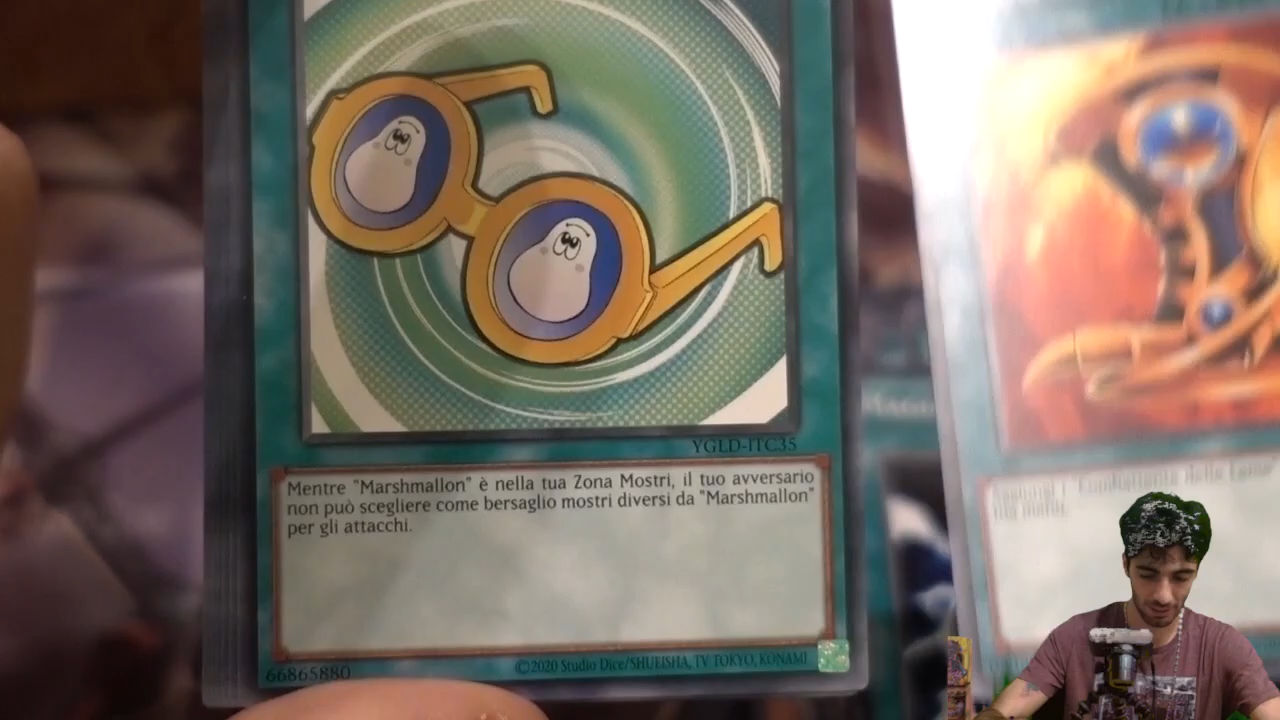 YGLD-ITC35
Mentre "Marshmallon" è nella tua Zona Mostri, il tuo avversario
non può scegliere come bersaglio mostri diversi da "Marshmallon"
per gli attacchi.
66865880
©2020 Studio Dice/SHUEISHA, TV TOKYO, KONAMI